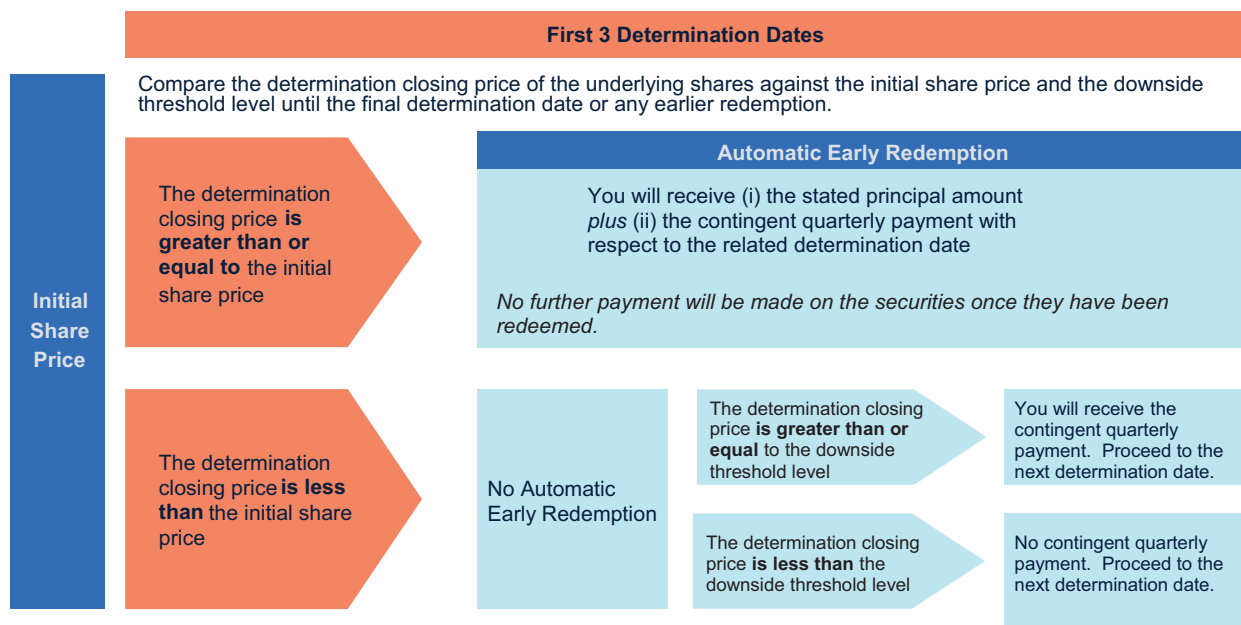 First 3 Determination Dates
Compare the determination closing price of the underlying shares against the initial share price and the downside
threshold level until the final determination date or any earlier redemption.
Initial
Share
Price
The determination
closing price is
greater than or
equal to the initial
share price
Automatic Early Redemption
You will receive (i) the stated principal amount
plus (ii) the contingent quarterly payment with
respect to the related determination date
No further payment will be made on the securities once they have been
redeemed.
The determination
closing price is less
than the initial share
price
No Automatic
Early Redemption
The determination closing
price is greater than or
equal to the downside
threshold level
You will receive the
contingent quarterly
payment. Proceed to the
next determination date.
The determination closing
price is less than the
downside threshold level
No contingent quarterly
payment. Proceed to the
next determination date.